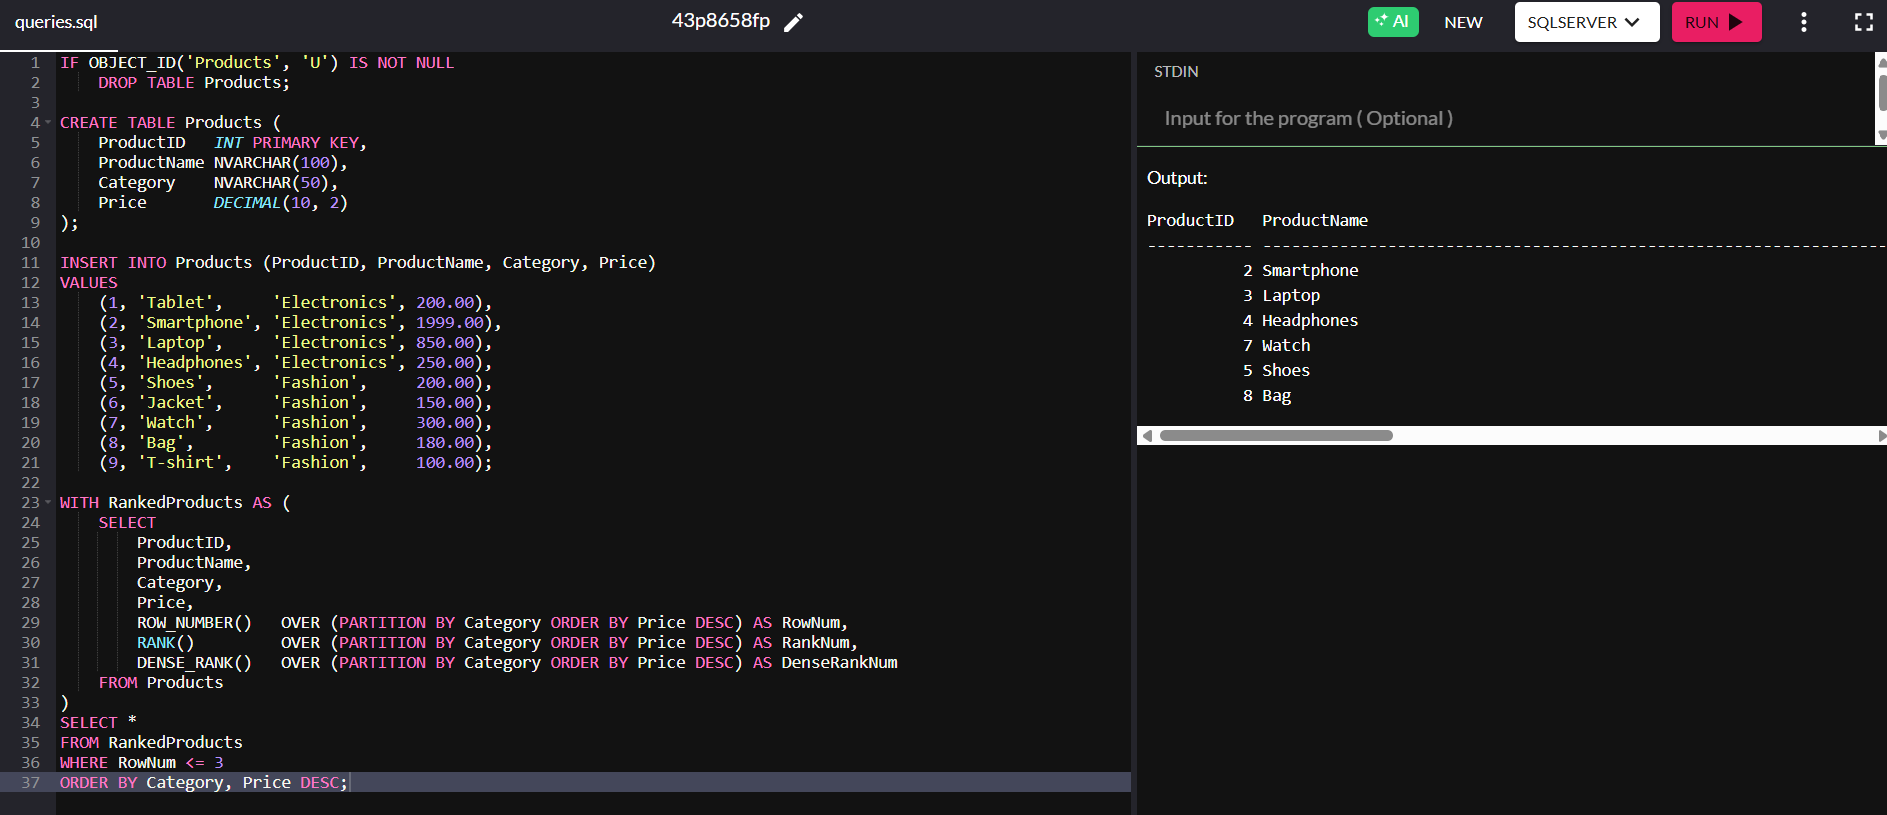 queries.sql
43p8658fp
AI
NEW
SQLSERVER
RUN
1 IF OBJECT_ID('Products', 'U') IS NOT NULL
2     DROP TABLE Products;
3
4 CREATE TABLE Products (
5     ProductID   INT PRIMARY KEY,
6     ProductName NVARCHAR(100),
7     Category    NVARCHAR(50),
8     Price       DECIMAL(10, 2)
9 );
10
11 INSERT INTO Products (ProductID, ProductName, Category, Price)
12 VALUES
13     (1, 'Tablet',     'Electronics', 200.00),
14     (2, 'Smartphone', 'Electronics', 1999.00),
15     (3, 'Laptop',     'Electronics', 850.00),
16     (4, 'Headphones', 'Electronics', 250.00),
17     (5, 'Shoes',      'Fashion',     200.00),
18     (6, 'Jacket',     'Fashion',     150.00),
19     (7, 'Watch',      'Fashion',     300.00),
20     (8, 'Bag',        'Fashion',     180.00),
21     (9, 'T-shirt',    'Fashion',     100.00);
22
23 WITH RankedProducts AS (
24     SELECT
25         ProductID,
26         ProductName,
27         Category,
28         Price,
29         ROW_NUMBER()   OVER (PARTITION BY Category ORDER BY Price DESC) AS RowNum,
30         RANK()         OVER (PARTITION BY Category ORDER BY Price DESC) AS RankNum,
31         DENSE_RANK()   OVER (PARTITION BY Category ORDER BY Price DESC) AS DenseRankNum
32     FROM Products
33 )
34 SELECT *
35 FROM RankedProducts
36 WHERE RowNum <= 3
37 ORDER BY Category, Price DESC;
STDIN
Input for the program ( Optional )
Output:
ProductID   ProductName
----------- -----------------------------------------------------------------
          2 Smartphone
          3 Laptop
          4 Headphones
          7 Watch
          5 Shoes
          8 Bag